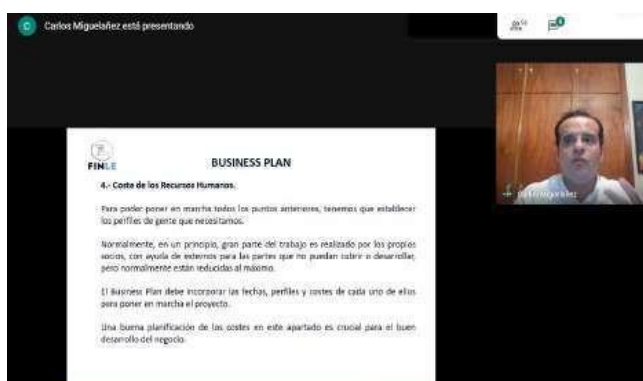 C Carlos Miguelañez está presentando
FINLE
BUSINESS PLAN
4.- Coste de los Recursos Humanos.
Para poder poner en marcha todos los puntos anteriores, tenemos que establecer
los perfiles de gente que necesitamos.
Normalmente, en un principio, gran parte del trabajo es realizado por los propios
socios, con ayuda de externos para las partes que no puedan cubrir o desarrollar,
pero normalmente están reducidas al máximo.
El Business Plan debe incorporar las fechas, perfiles y costes de cada uno de ellos
para poner en marcha el proyecto.
Una buena planificación de los costes en este apartado es crucial para el buen
desarrollo del negocio.